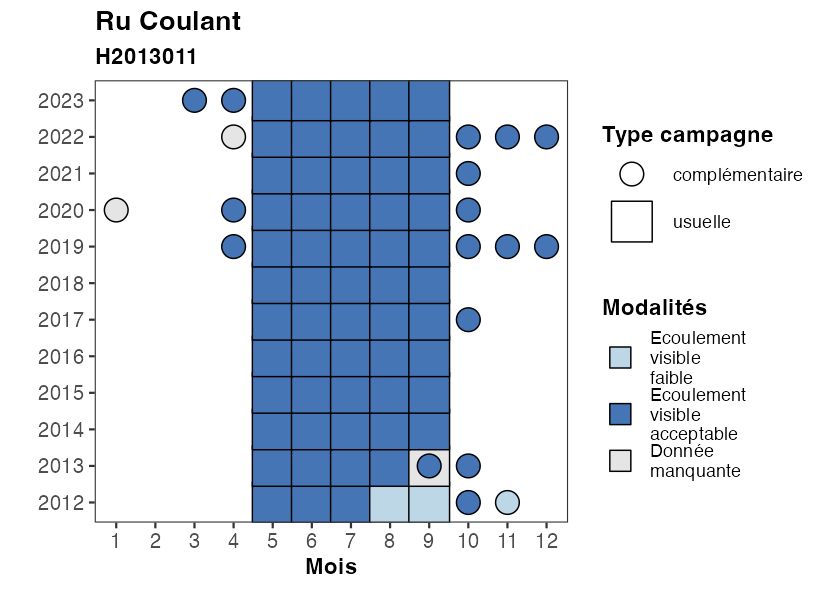 Ru Coulant
H2013011
2023
2022
2021
2020
2019
2018
2017
2016
2015
2014
2013
2012
1 2 3 4 5 6 7 8 9 10 11 12
Mois
Type campagne
complémentaire
usuelle
Modalités
Ecoulement
visible
faible
Ecoulement
visible
acceptable
Donnée
manquante